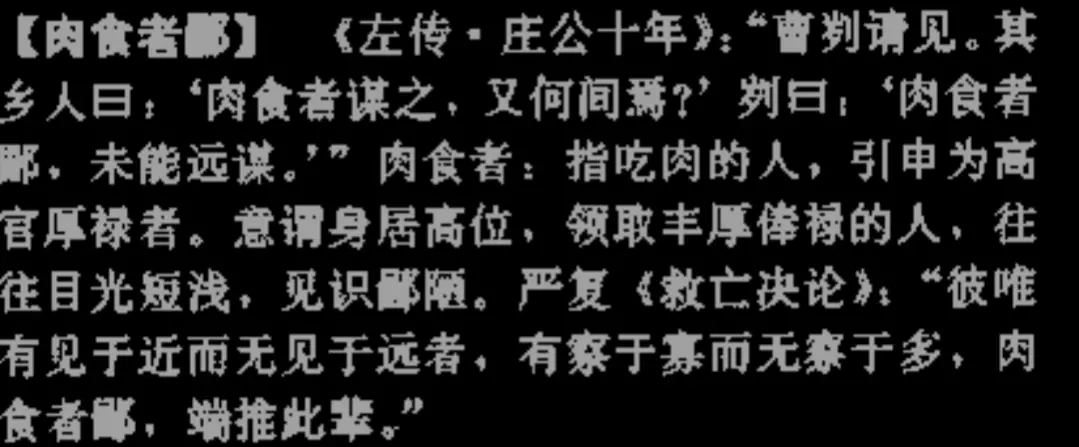 【肉食者鄙】 《左传·庄公十年》：“曹刿请见。其
乡人曰：‘肉食者谋之，又何间焉？’刿曰：‘肉食者
鄙，未能远谋。’”肉食者：指吃肉的人，引申为高
官厚禄者。意谓身居高位，领取丰厚俸禄的人，往
往目光短浅，见识鄙陋。严复《救亡决论》：“彼唯
有见于近而无见于远者，有察于寡而无察于多，肉
食者鄙，端推此辈。”